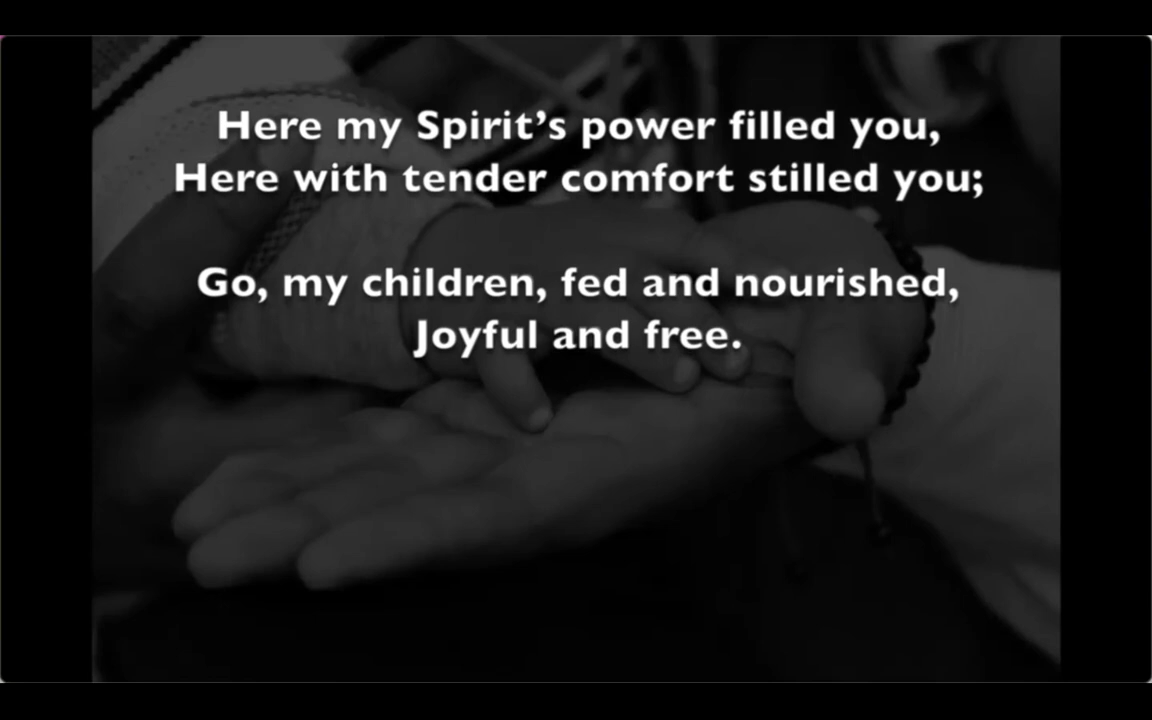 Here my Spirit’s power filled you,
Here with tender comfort stilled you;
Go, my children, fed and nourished,
Joyful and free.